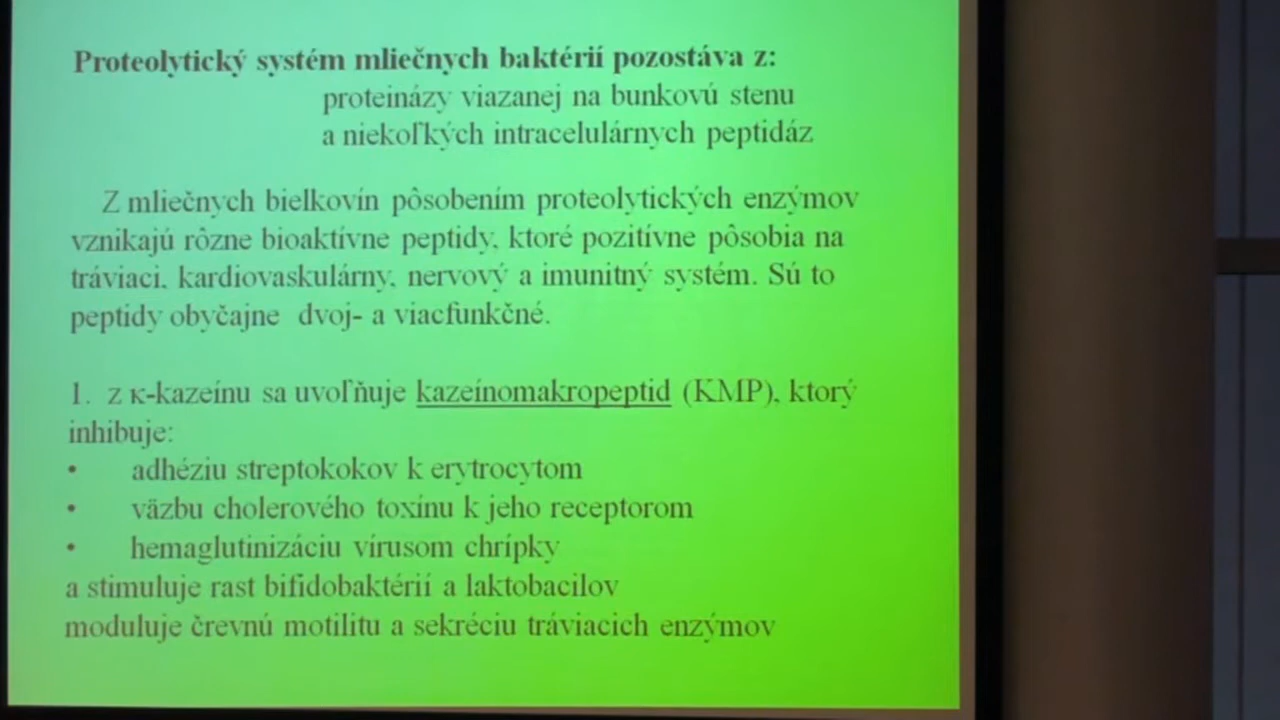 Proteolytický systém mliečnych baktérií pozostáva z:
proteinázy viazanej na bunkovú stenu
a niekoľkých intracelulárnych peptidáz
Z mliečnych bielkovín pôsobením proteolytických enzýmov
vznikajú rôzne bioaktívne peptidy, ktoré pozitívne pôsobia na
tráviaci, kardiovaskulárny, nervový a imunitný systém. Sú to
peptidy obyčajne dvoj- a viacfunkčné.
1. z κ-kazeínu sa uvoľňuje kazeínomakropeptid (KMP), ktorý
inhibuje:
• adhéziu streptokokov k erytrocytom
• väzbu cholerového toxínu k jeho receptorom
• hemaglutinizáciu vírusom chrípky
a stimuluje rast bifidobaktérií a laktobacilov
moduluje črevnú motilitu a sekréciu tráviacich enzýmov